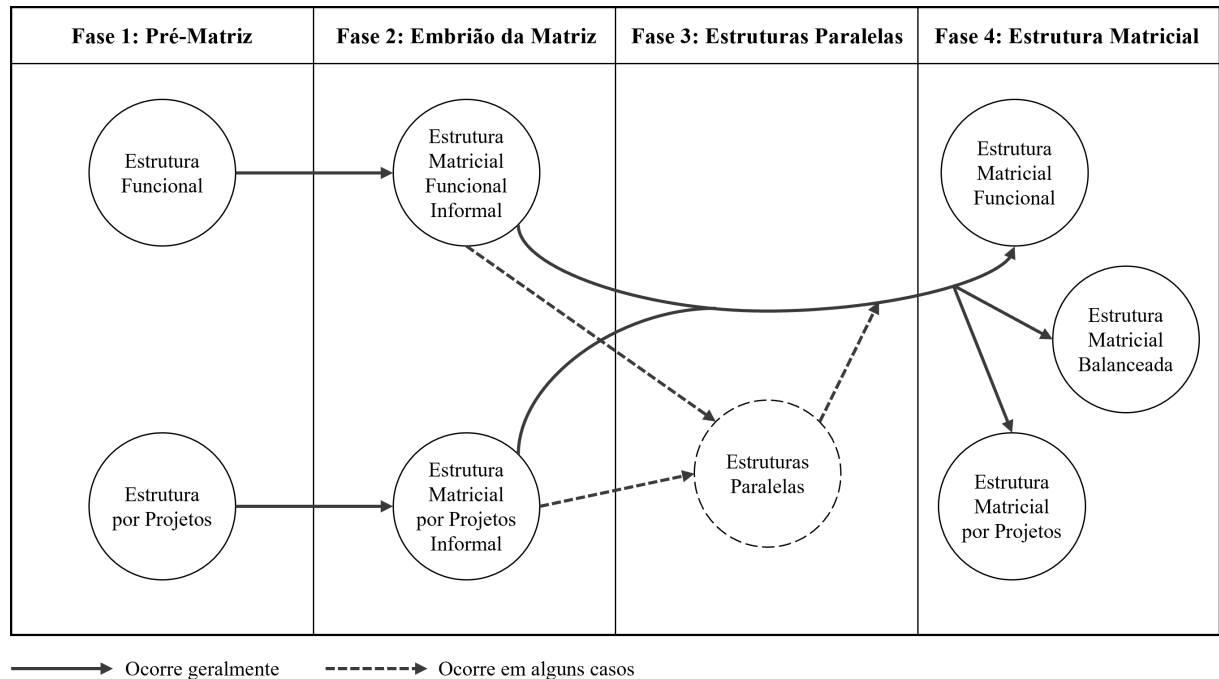 Fase 1: Pré-Matriz
Fase 2: Embrião da Matriz
Fase 3: Estruturas Paralelas
Fase 4: Estrutura Matricial
Estrutura
Funcional
Estrutura
Matricial
Funcional
Informal
Estrutura
Matricial
Funcional
Estrutura
Matricial
Balanceada
Estrutura
por Projetos
Estrutura
Matricial
por Projetos
Informal
Estruturas
Paralelas
Estrutura
Matricial
por Projetos
Ocorre geralmente
Ocorre em alguns casos